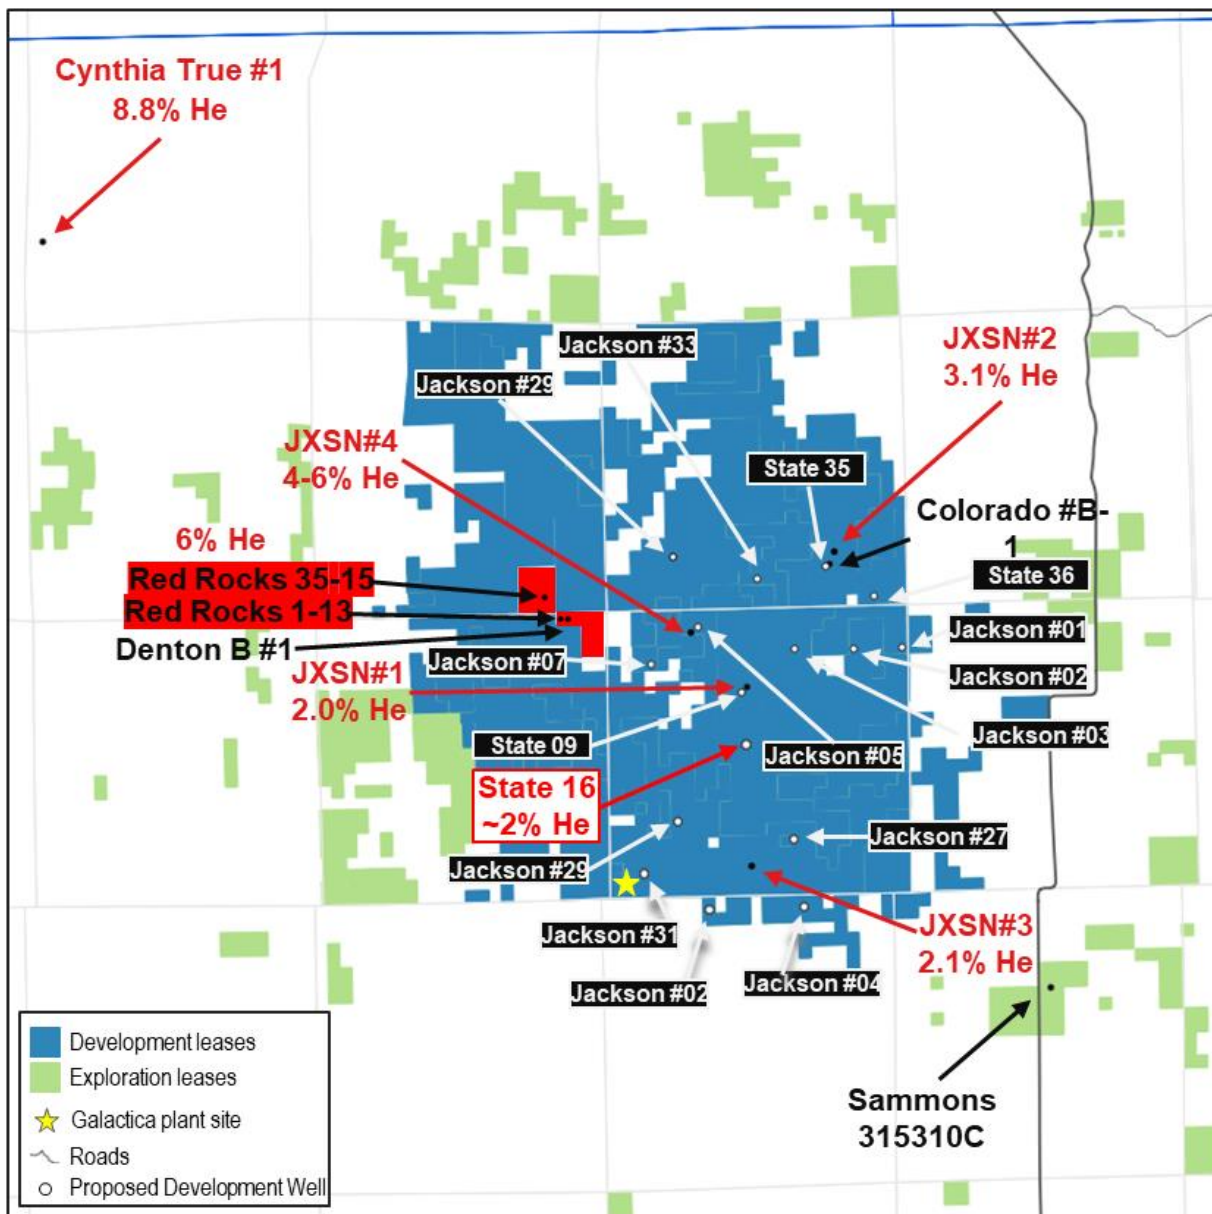 Cynthia True #1
8.8% He
Jackson #33
Jackson #29
JXSN#2
3.1% He
JXSN#4
4-6% He
State 35
Colorado #B-
1
6% He
Red Rocks 35-15
Red Rocks 1-13
Denton B #1
State 36
Jackson #01
Jackson #07
Jackson #02
JXSN#1
2.0% He
State 09
Jackson #05
Jackson #03
State 16
~2% He
Jackson #27
Jackson #29
Jackson #31
JXSN#3
2.1% He
Jackson #02
Jackson #04
Development leases
Exploration leases
Galactica plant site
Roads
Proposed Development Well
Sammons
315310C